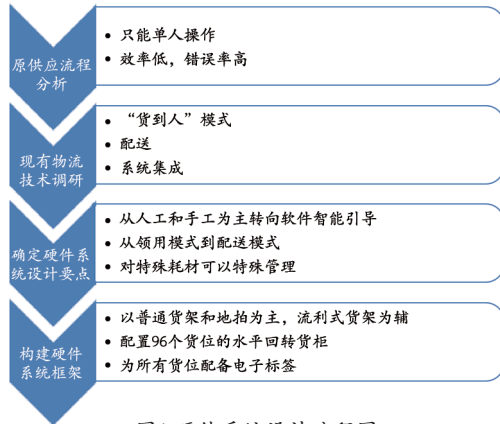 原供应流程
分析
• 只能单人操作
• 效率低，错误率高
现有物流
技术调研
• “货到人”模式
• 配送
• 系统集成
确定硬件系
统设计要点
• 从人工和手工为主转向软件智能引导
• 从领用模式到配送模式
• 对特殊耗材可以特殊管理
构建硬件
系统框架
• 以普通货架和地拍为主，流利式货架为辅
• 配置96个货位的水平回转货柜
• 为所有货位配备电子标签